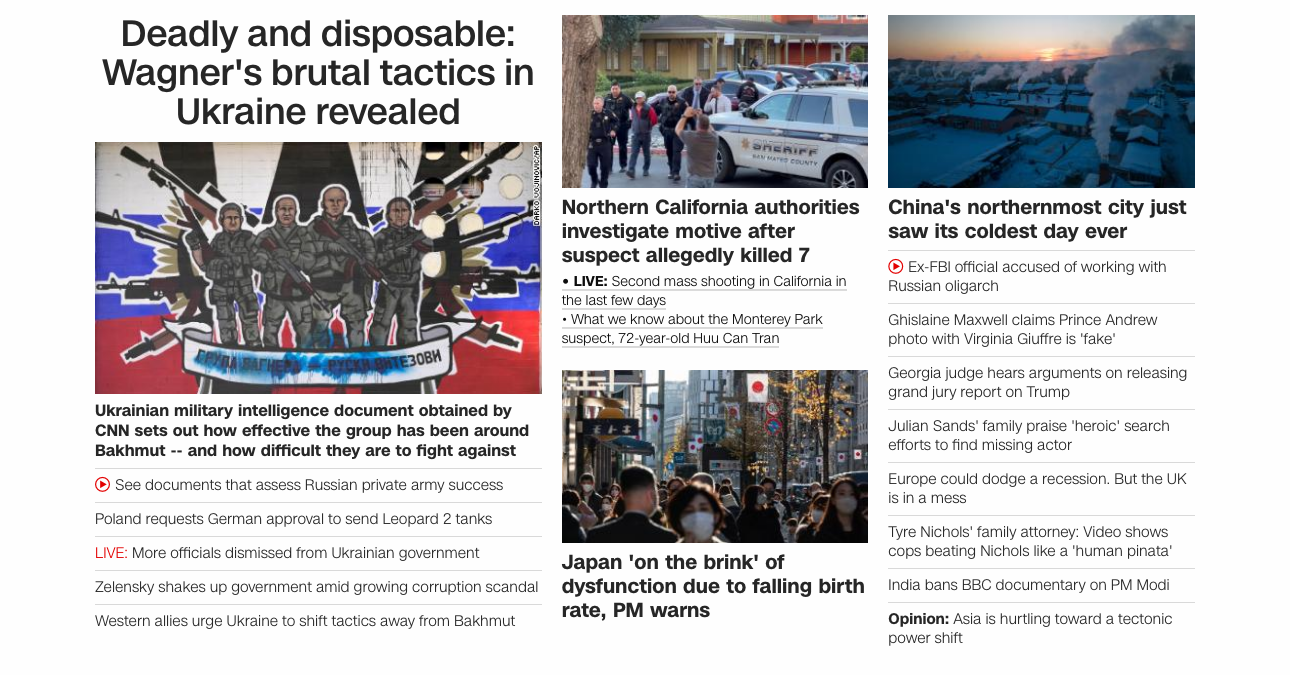 Deadly and disposable:
Wagner's brutal tactics in
Ukraine revealed
DARKO VOJINOVIC/AP
ГРУПА ВАГНЕРА — РУСКИ ВИТЕЗОВИ
Ukrainian military intelligence document obtained by
CNN sets out how effective the group has been around
Bakhmut -- and how difficult they are to fight against
See documents that assess Russian private army success
Poland requests German approval to send Leopard 2 tanks
LIVE: More officials dismissed from Ukrainian government
Zelensky shakes up government amid growing corruption scandal
Western allies urge Ukraine to shift tactics away from Bakhmut
SHERIFF
SAN MATEO COUNTY
Northern California authorities
investigate motive after
suspect allegedly killed 7
• LIVE: Second mass shooting in California in
the last few days
• What we know about the Monterey Park
suspect, 72-year-old Huu Can Tran
Japan 'on the brink' of
dysfunction due to falling birth
rate, PM warns
China's northernmost city just
saw its coldest day ever
Ex-FBI official accused of working with
Russian oligarch
Ghislaine Maxwell claims Prince Andrew
photo with Virginia Giuffre is 'fake'
Georgia judge hears arguments on releasing
grand jury report on Trump
Julian Sands' family praise 'heroic' search
efforts to find missing actor
Europe could dodge a recession. But the UK
is in a mess
Tyre Nichols' family attorney: Video shows
cops beating Nichols like a 'human pinata'
India bans BBC documentary on PM Modi
Opinion: Asia is hurtling toward a tectonic
power shift